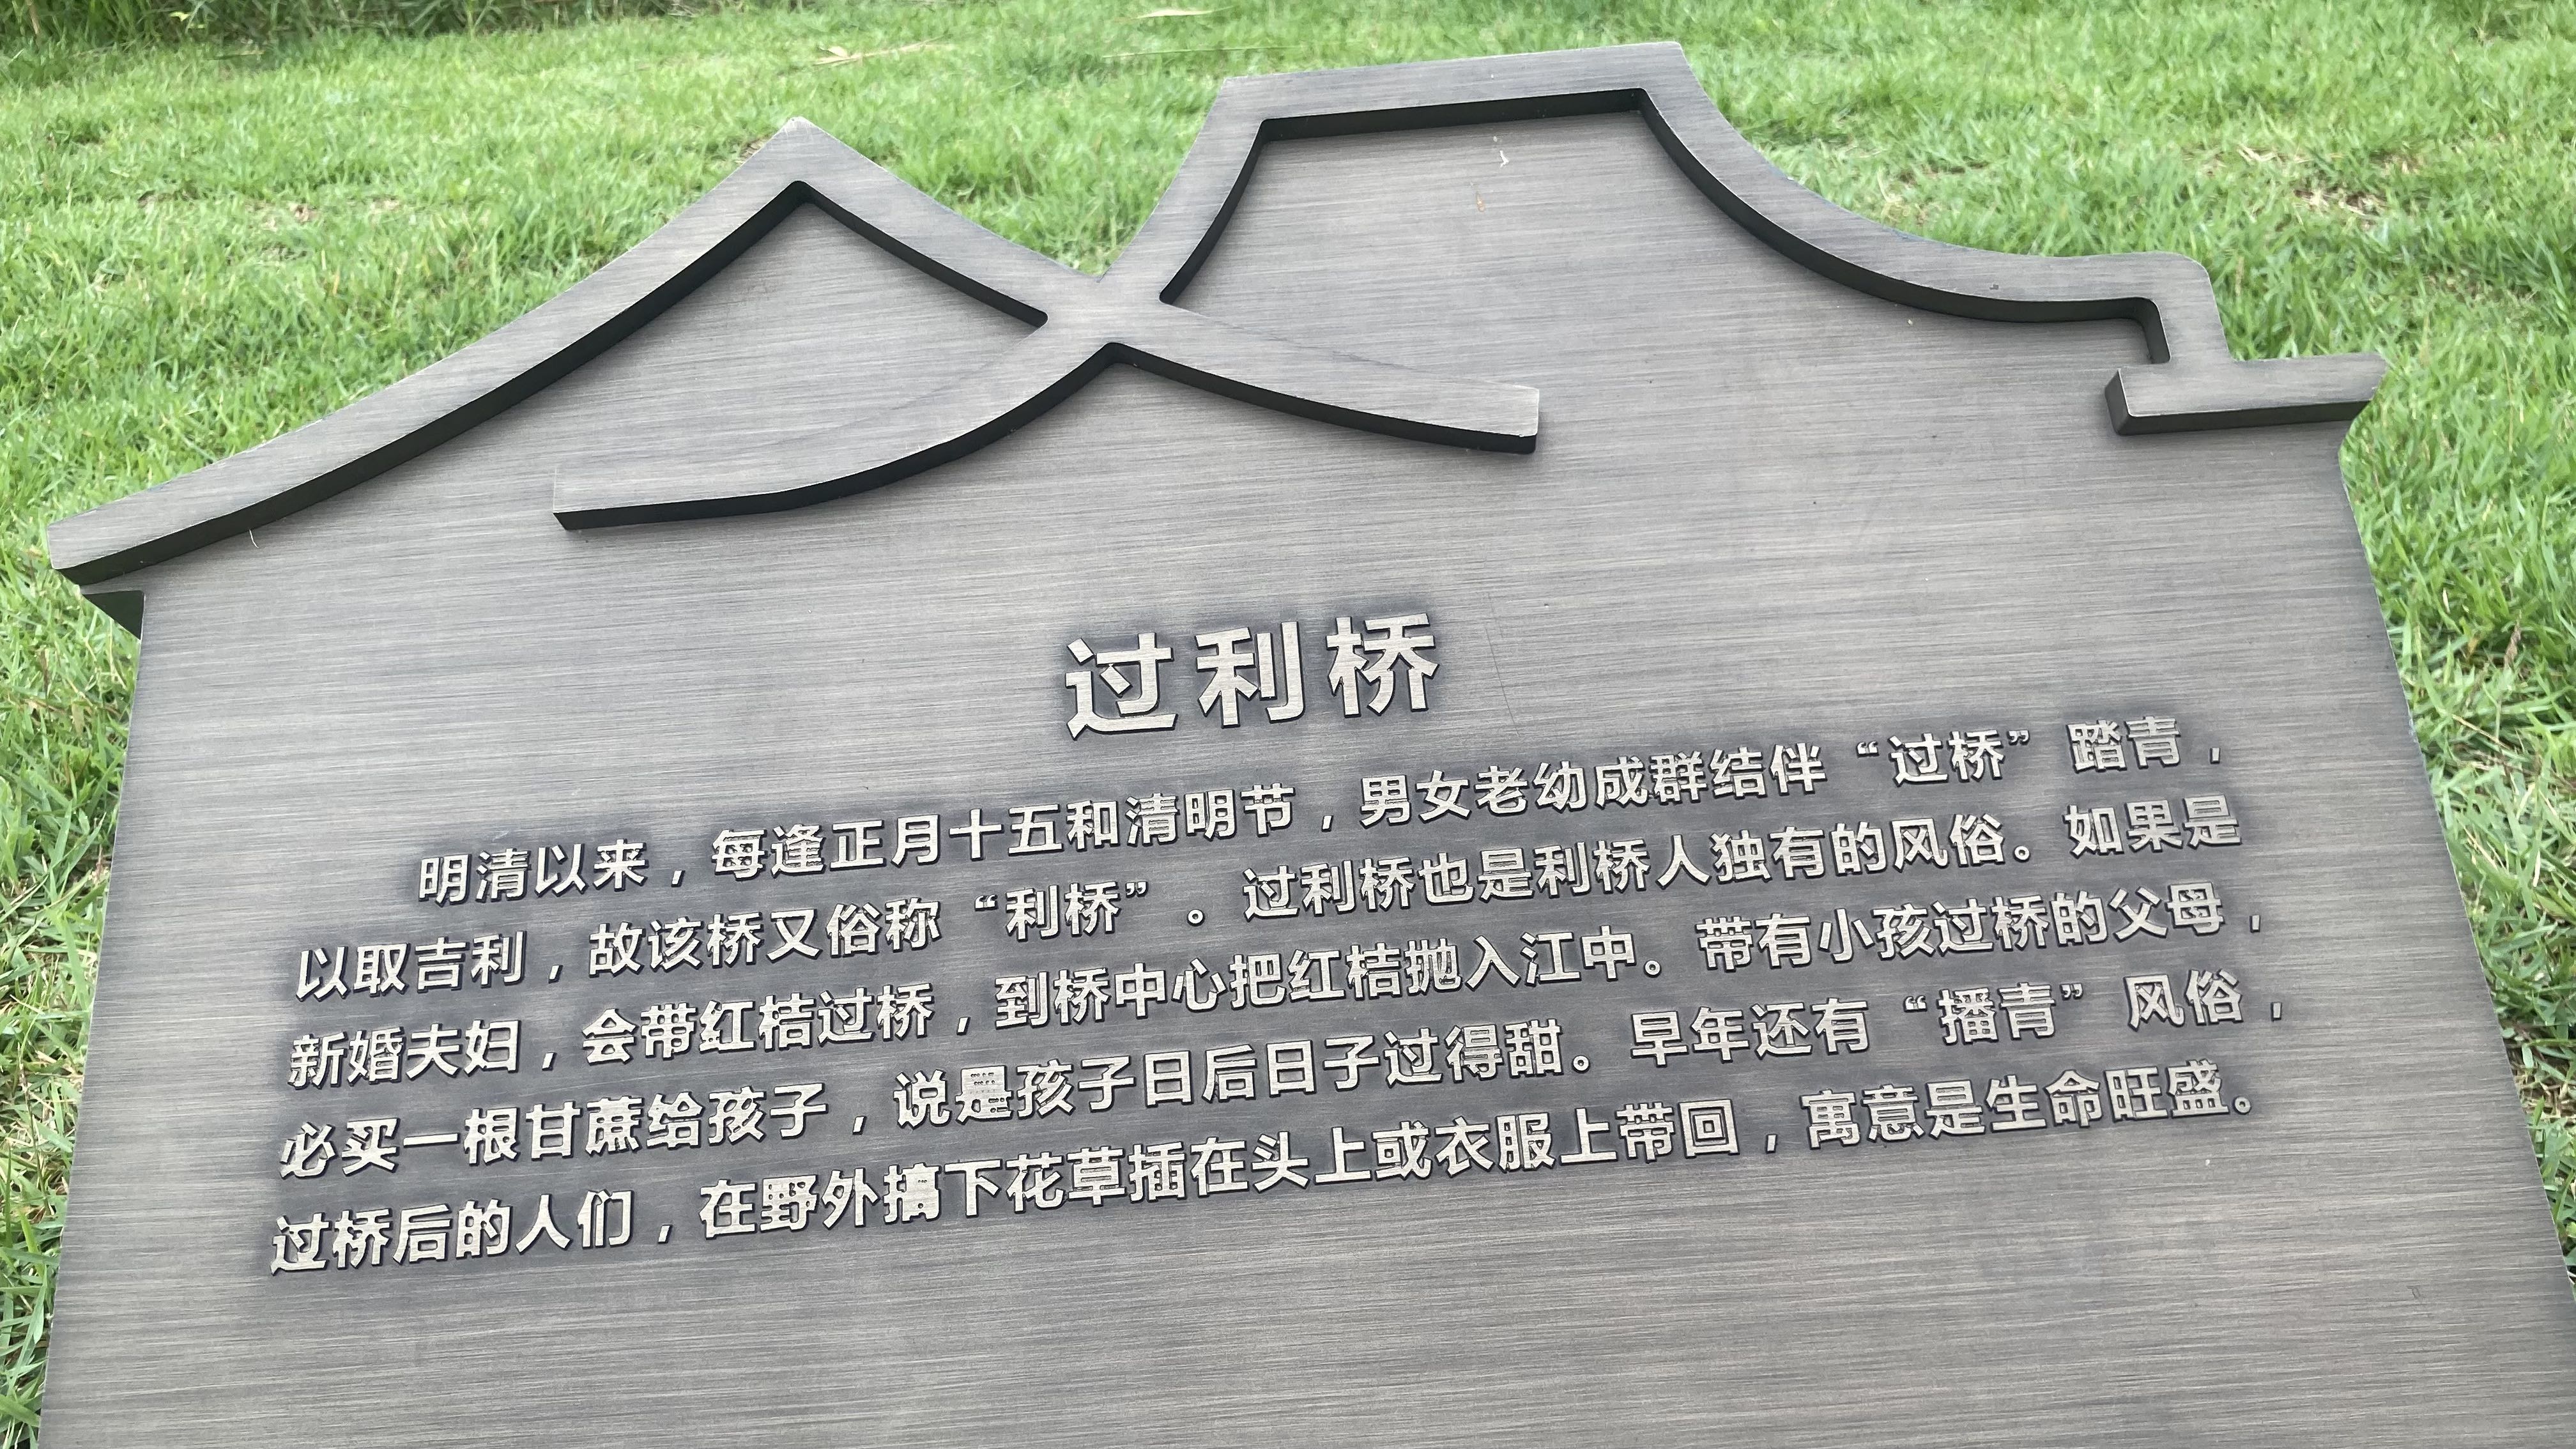 过利桥
明清以来，每逢正月十五和清明节，男女老幼成群结伴“过桥”踏青，
以取吉利，故该桥又俗称“利桥”。过利桥也是利桥人独有的风俗。如果是
新婚夫妇，会带红桔过桥，到桥中心把红桔抛入江中。带有小孩过桥的父母，
必买一根甘蔗给孩子，说是孩子日后日子过得甜。早年还有“播青”风俗，
过桥后的人们，在野外摘下花草插在头上或衣服上带回，寓意是生命旺盛。